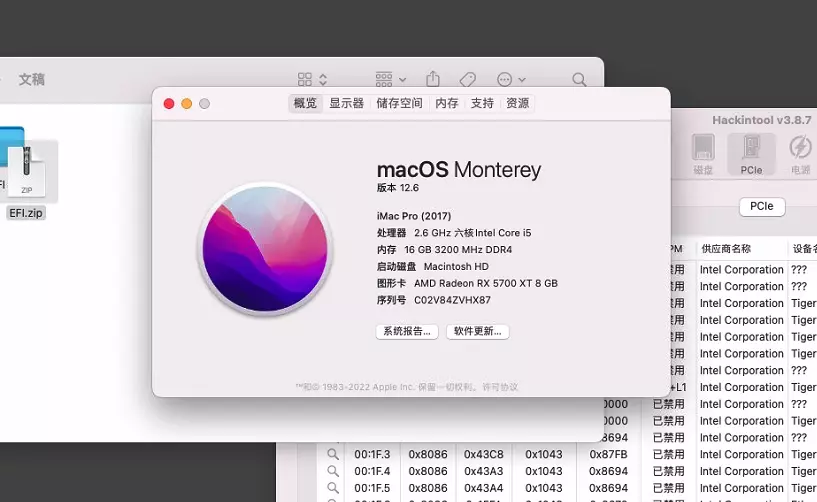 文稿
ZIP
EFI.zip
概览 显示器 储存空间 内存 支持 资源
macOS Monterey
版本 12.6
iMac Pro (2017)
处理器 2.6 GHz 六核Intel Core i5
内存 16 GB 3200 MHz DDR4
启动磁盘 Macintosh HD
图形卡 AMD Radeon RX 5700 XT 8 GB
序列号 C02V84ZVHX87
系统报告... 软件更新...
™和© 1983-2022 Apple Inc. 保留一切权利。许可协议
Hackintool v3.8.7
磁盘 PCIe 电源
PCIe
PM 供应商名称 设备名
已禁用 Intel Corporation ???
已禁用 Intel Corporation Tiger
已禁用 Intel Corporation ???
已禁用 Intel Corporation Tiger
已禁用 Intel Corporation Tiger
已禁用 Intel Corporation Tiger
已禁用 Intel Corporation ???
+L1 Intel Corporation Tiger
0000 已禁用 Intel Corporation ???
0000 已禁用 Intel Corporation Tiger
8694 已禁用 Intel Corporation ???
00:1F.3 0x8086 0x43C8 0x1043 0x87FB 已禁用 Intel Corporation Tiger
00:1F.4 0x8086 0x43A3 0x1043 0x8694 已禁用 Intel Corporation Tiger
00:1F.5 0x8086 0x43A4 0x1043 0x8694 已禁用 Intel Corporation Tiger